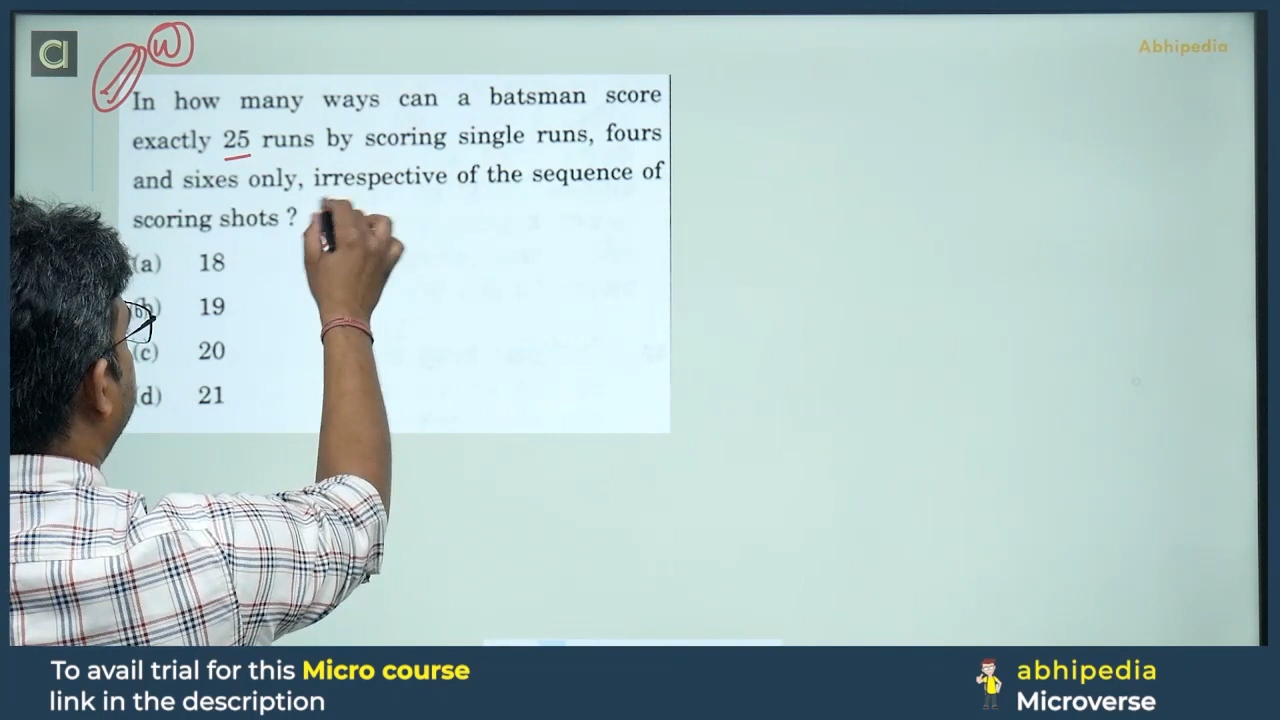 a
Abhipedia
In how many ways can a batsman score
exactly 25 runs by scoring single runs, fours
and sixes only, irrespective of the sequence of
scoring shots ?
(a) 18
(b) 19
(c) 20
(d) 21
To avail trial for this Micro course
link in the description
abhipedia
Microverse